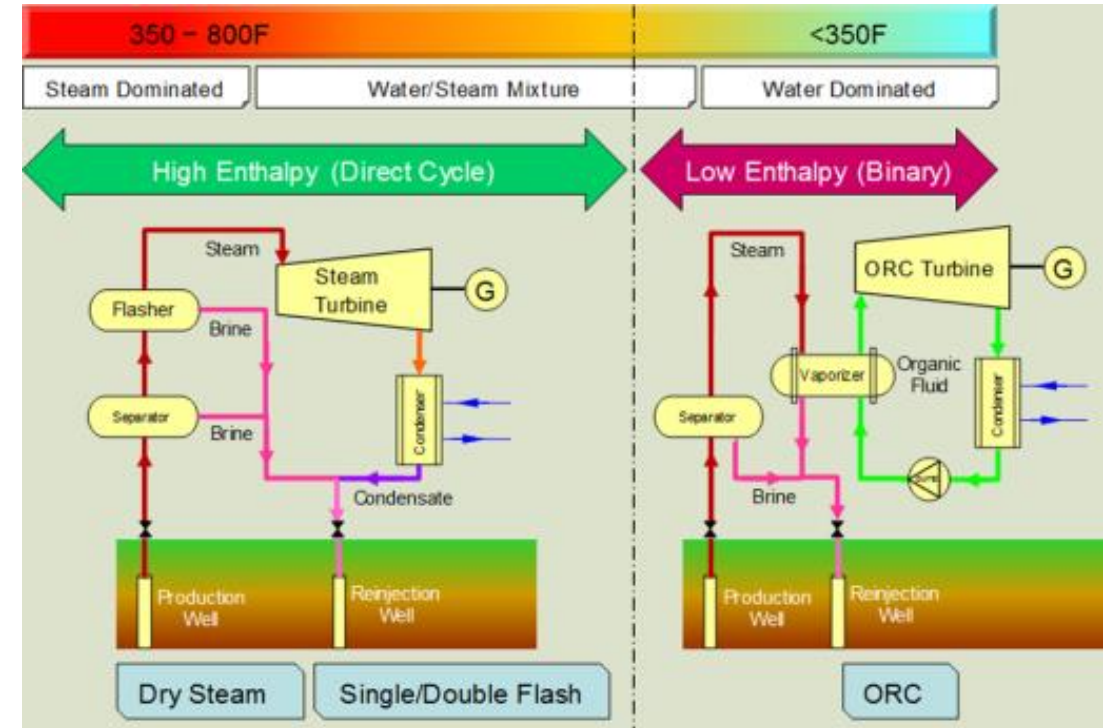 350 – 800F
<350F
Steam Dominated
Water/Steam Mixture
Water Dominated
High Enthalpy (Direct Cycle)
Low Enthalpy (Binary)
Steam
Steam
Turbine
G
Flasher
Brine
Separator
Brine
Condenser
Condensate
Production
Well
Reinjection
Well
Steam
ORC Turbine
G
Vaporizer
Organic
Fluid
Separator
Condenser
Brine
Production
Well
Reinjection
Well
Dry Steam
Single/Double Flash
ORC